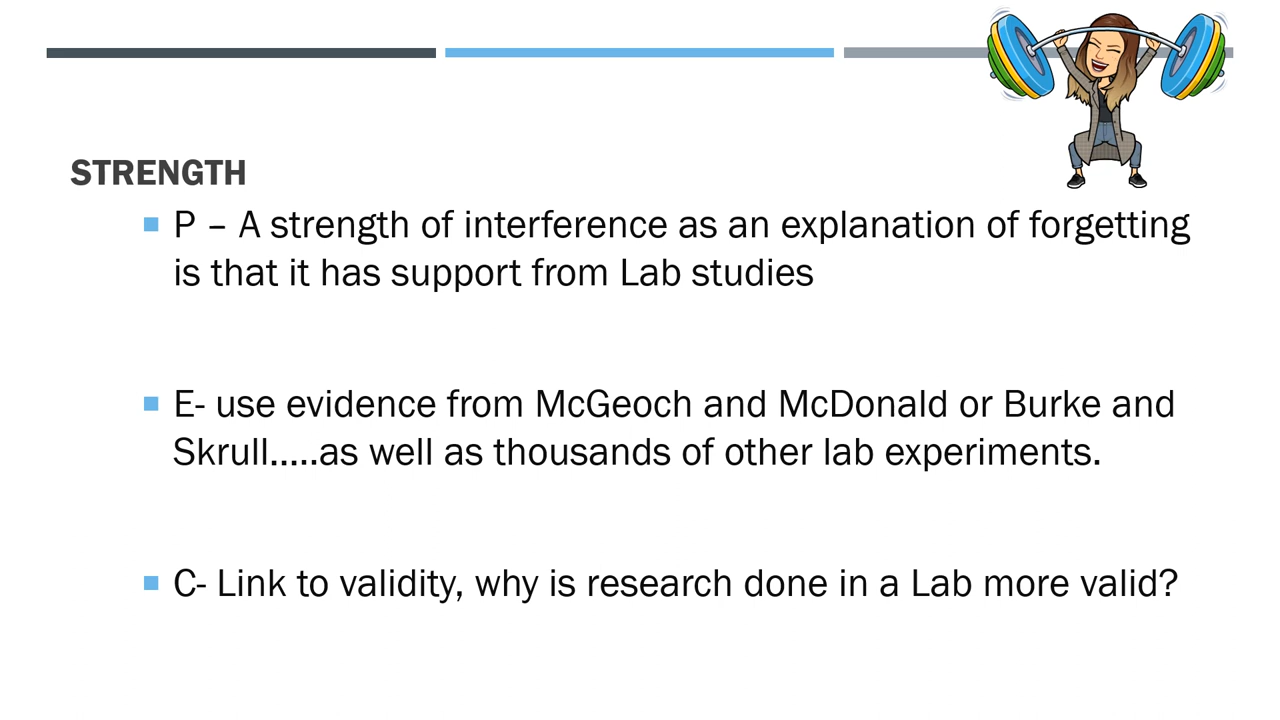 STRENGTH
P – A strength of interference as an explanation of forgetting
is that it has support from Lab studies
E- use evidence from McGeoch and McDonald or Burke and
Skrull.....as well as thousands of other lab experiments.
C- Link to validity, why is research done in a Lab more valid?